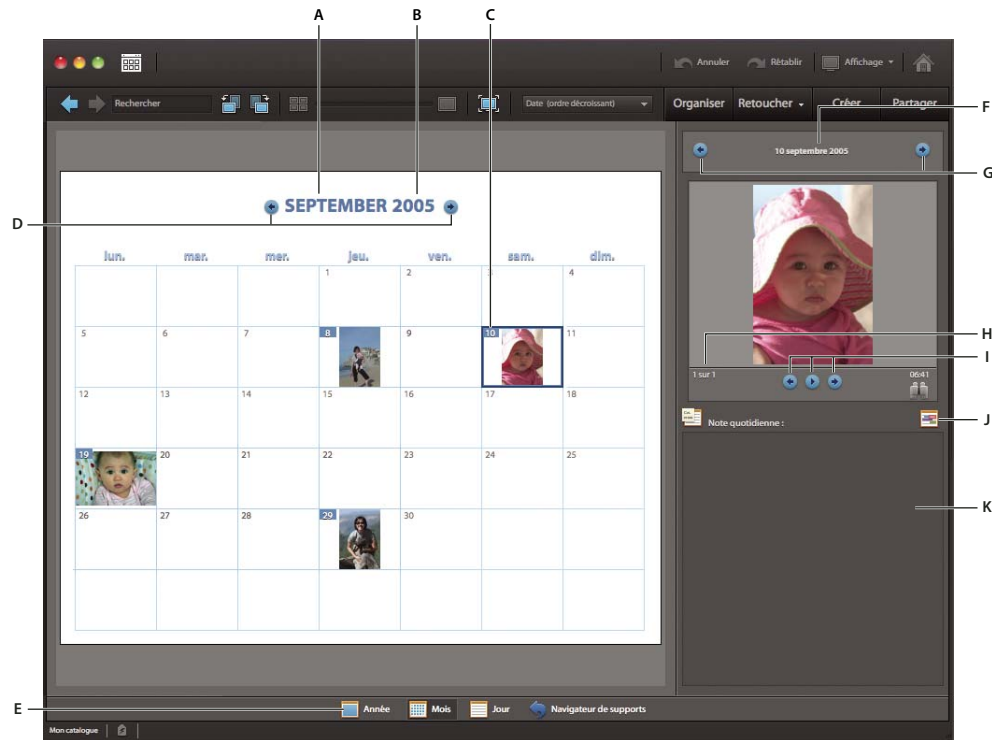 A B C
Annuler Rétablir Affichage
Rechercher Date (ordre décroissant) Organiser Retoucher Créer Partager
F
10 septembre 2005
G
SEPTEMBER 2005
D
lun. mar. mer. jeu. ven. sam. dim.
1 2 3 4
5 6 7 8 9 10 11
H
1 sur 1 06:41
I
12 13 14 15 16 17 18
Note quotidienne :
J
19 20 21 22 23 24 25
26 27 28 29 30
K
E
Année Mois Jour Navigateur de supports
Mon catalogue